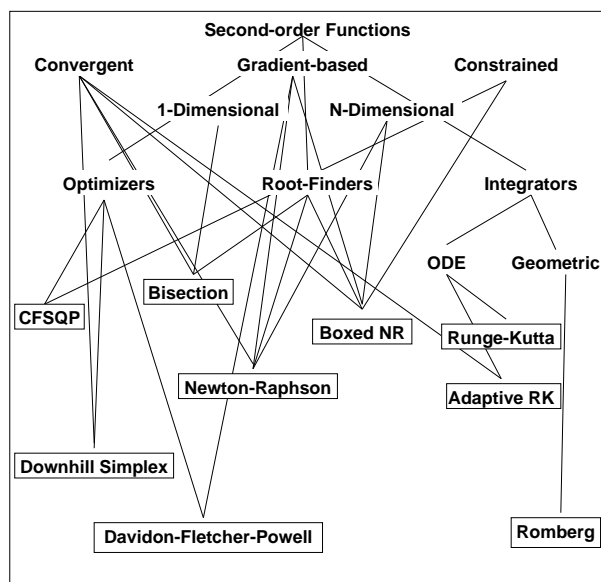 Second-order Functions
Convergent
Gradient-based
Constrained
1-Dimensional
N-Dimensional
Optimizers
Root-Finders
Integrators
ODE
Geometric
Bisection
CFSQP
Boxed NR
Runge-Kutta
Newton-Raphson
Adaptive RK
Downhill Simplex
Davidon-Fletcher-Powell
Romberg